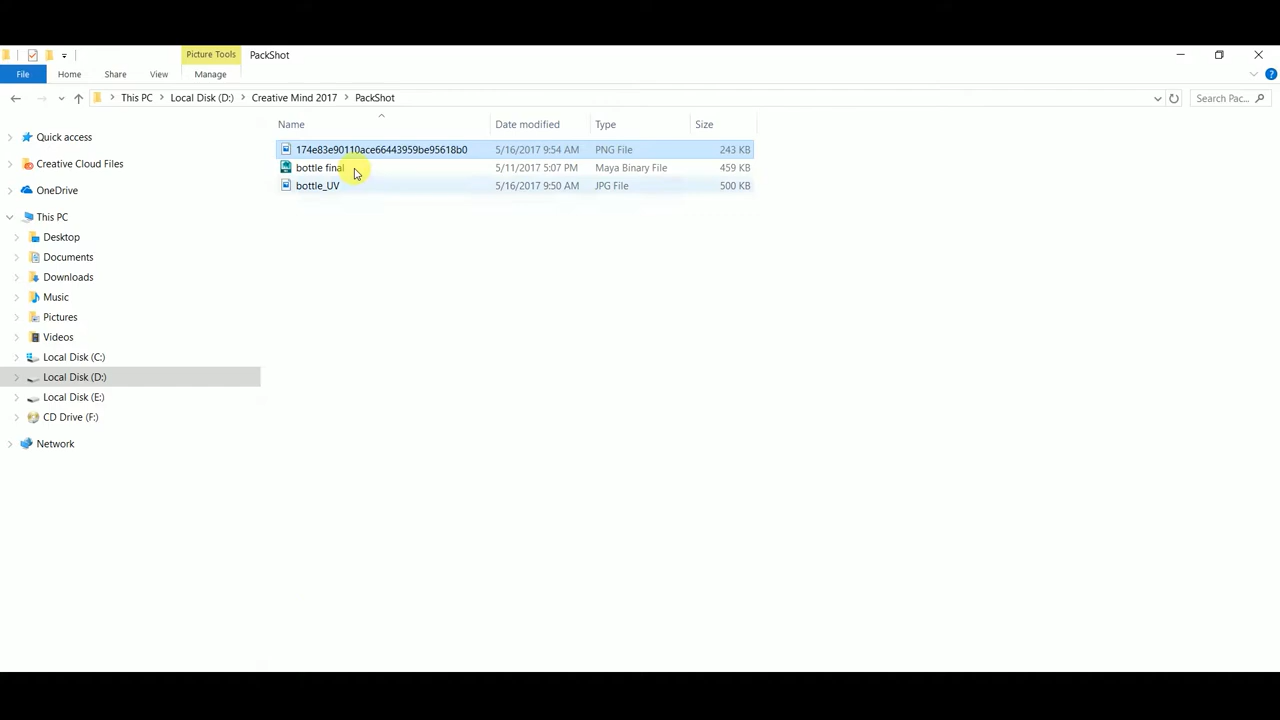 Picture Tools PackShot
File Home Share View Manage
This PC Local Disk (D:) Creative Mind 2017 PackShot Search Pac...
Name Date modified Type Size
174e83e90110ace66443959be95618b0 5/16/2017 9:54 AM PNG File 243 KB
bottle final 5/11/2017 5:07 PM Maya Binary File 459 KB
bottle_UV 5/16/2017 9:50 AM JPG File 500 KB
Quick access
Creative Cloud Files
OneDrive
This PC
Desktop
Documents
Downloads
Music
Pictures
Videos
Local Disk (C:)
Local Disk (D:)
Local Disk (E:)
CD Drive (F:)
Network